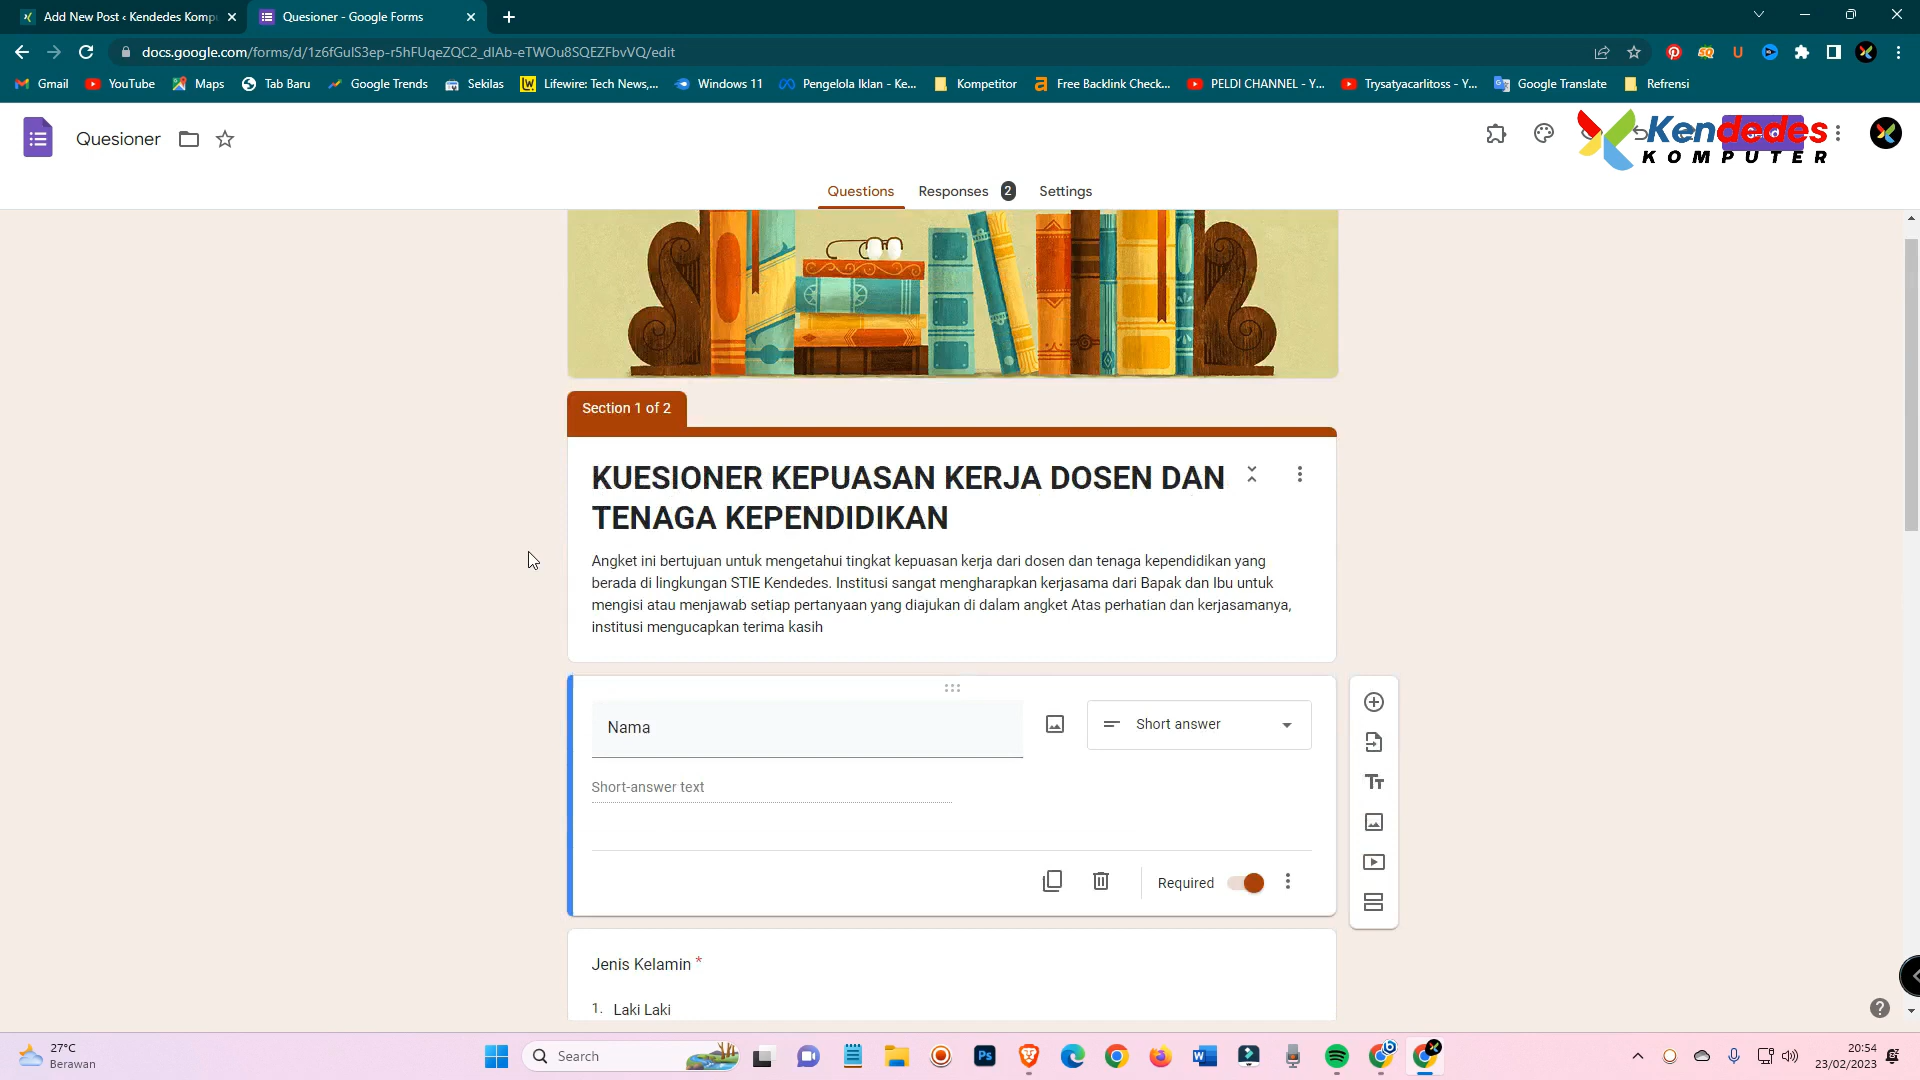 Add New Post ‹ Kendedes Kompu
Quesioner - Google Forms
docs.google.com/forms/d/1z6fGulS3ep-r5hFUqeZQC2_dIAb-eTWOu8SQEZFbvVQ/edit
Gmail YouTube Maps Tab Baru Google Trends Sekilas Lifewire: Tech News,... Windows 11 Pengelola Iklan - Ke... Kompetitor Free Backlink Check... PELDI CHANNEL - Y... Trysatyacarlitoss - Y... Google Translate Refrensi
Quesioner
Kendedes
KOMPUTER
Questions Responses 2 Settings
Section 1 of 2
KUESIONER KEPUASAN KERJA DOSEN DAN
TENAGA KEPENDIDIKAN
Angket ini bertujuan untuk mengetahui tingkat kepuasan kerja dari dosen dan tenaga kependidikan yang
berada di lingkungan STIE Kendedes. Institusi sangat mengharapkan kerjasama dari Bapak dan Ibu untuk
mengisi atau menjawab setiap pertanyaan yang diajukan di dalam angket Atas perhatian dan kerjasamanya,
institusi mengucapkan terima kasih
Nama
Short answer
Short-answer text
Required
Jenis Kelamin *
1. Laki Laki
27°C
Berawan
Search
20:54
23/02/2023